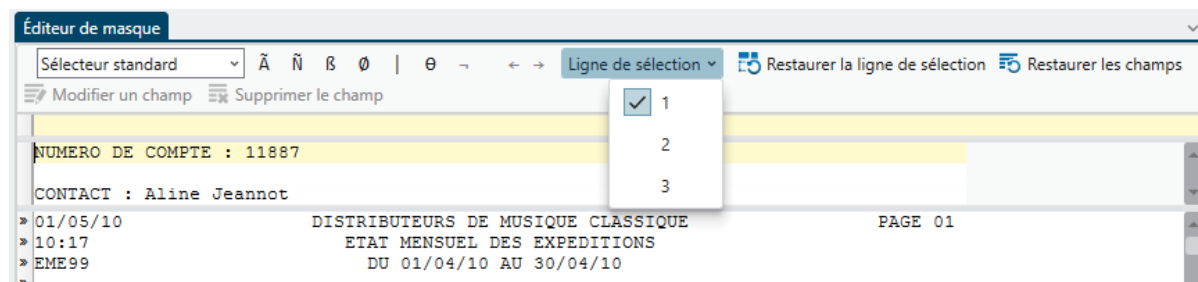 Éditeur de masque
Sélecteur standard Ã Ñ ß Ø | θ ¬ ← → Ligne de sélection Restaurer la ligne de sélection Restaurer les champs
Modifier un champ Supprimer le champ
1
2
3
NUMERO DE COMPTE : 11887
CONTACT : Aline Jeannot
» 01/05/10 DISTRIBUTEURS DE MUSIQUE CLASSIQUE PAGE 01
» 10:17 ETAT MENSUEL DES EXPEDITIONS
» EME99 DU 01/04/10 AU 30/04/10